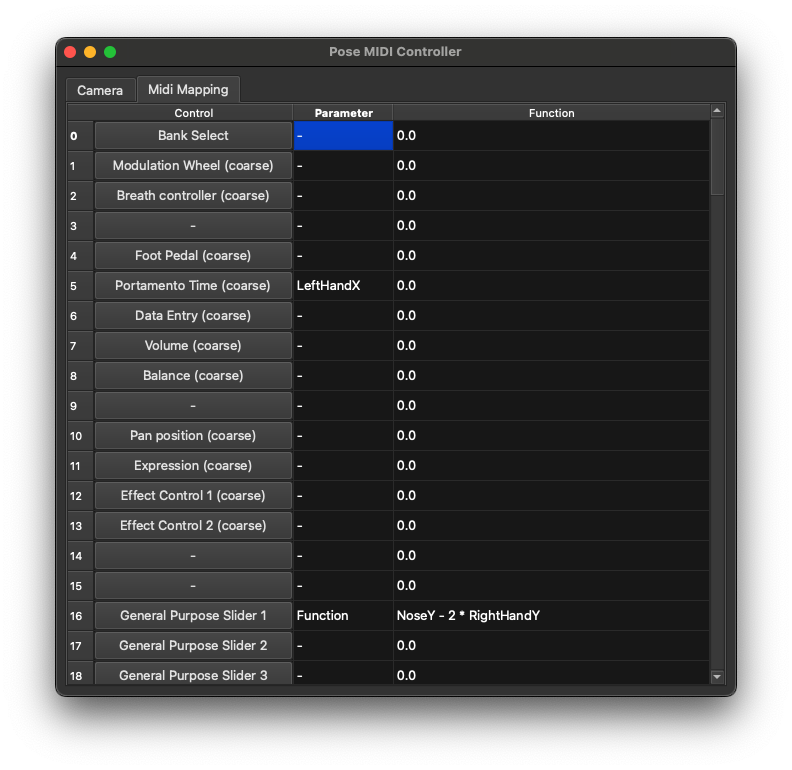 Pose MIDI Controller
Camera Midi Mapping
Control Parameter Function
0 Bank Select - 0.0
1 Modulation Wheel (coarse) - 0.0
2 Breath controller (coarse) - 0.0
3 - - 0.0
4 Foot Pedal (coarse) - 0.0
5 Portamento Time (coarse) LeftHandX 0.0
6 Data Entry (coarse) - 0.0
7 Volume (coarse) - 0.0
8 Balance (coarse) - 0.0
9 - - 0.0
10 Pan position (coarse) - 0.0
11 Expression (coarse) - 0.0
12 Effect Control 1 (coarse) - 0.0
13 Effect Control 2 (coarse) - 0.0
14 - - 0.0
15 - - 0.0
16 General Purpose Slider 1 Function NoseY - 2 * RightHandY
17 General Purpose Slider 2 - 0.0
18 General Purpose Slider 3 - 0.0